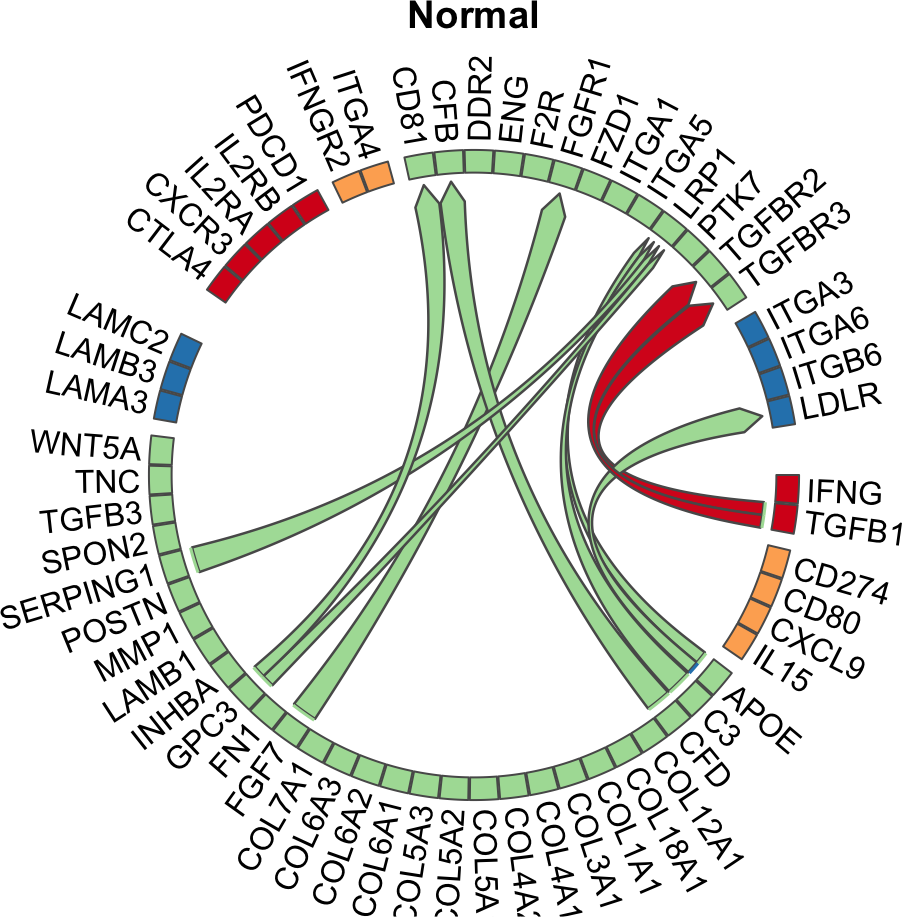 Normal
CD81
CFB
DDR2
ENG
F2R
FGFR1
FZD1
ITGA1
ITGA5
LRP1
PTK7
TGFBR2
TGFBR3
ITGA3
ITGA6
ITGB6
LDLR
IFNG
TGFB1
CD274
CD80
CXCL9
IL15
APOE
C3
CFD
COL12A1
COL18A1
COL1A1
COL3A1
COL4A1
COL4A2
COL5A
COL5A2
COL5A3
COL6A1
COL6A2
COL6A3
COL7A1
FGF7
FN1
GPC3
INHBA
LAMB1
MMP1
POSTN
SERPING1
SPON2
TGFB3
TNC
WNT5A
LAMA3
LAMB3
LAMC2
CTLA4
CXCR3
IL2RA
IL2RB
PDCD1
IFNGR2
ITGA4